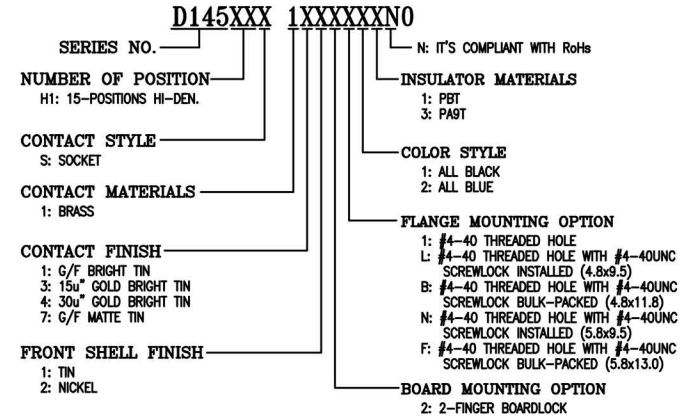 D145XXX 1XXXXXXN0
SERIES NO.
NUMBER OF POSITION
H1: 15-POSITIONS HI-DEN.
CONTACT STYLE
S: SOCKET
CONTACT MATERIALS
1: BRASS
CONTACT FINISH
1: G/F BRIGHT TIN
3: 15u" GOLD BRIGHT TIN
4: 30u" GOLD BRIGHT TIN
7: G/F MATTE TIN
FRONT SHELL FINISH
1: TIN
2: NICKEL
N: IT'S COMPLIANT WITH RoHs
INSULATOR MATERIALS
1: PBT
3: PA9T
COLOR STYLE
1: ALL BLACK
2: ALL BLUE
FLANGE MOUNTING OPTION
1: #4-40 THREADED HOLE
L: #4-40 THREADED HOLE WITH #4-40UNC
SCREWLOCK INSTALLED (4.8x9.5)
B: #4-40 THREADED HOLE WITH #4-40UNC
SCREWLOCK BULK-PACKED (4.8x11.8)
N: #4-40 THREADED HOLE WITH #4-40UNC
SCREWLOCK INSTALLED (5.8x9.5)
F: #4-40 THREADED HOLE WITH #4-40UNC
SCREWLOCK BULK-PACKED (5.8x13.0)
BOARD MOUNTING OPTION
2: 2-FINGER BOARDLOCK